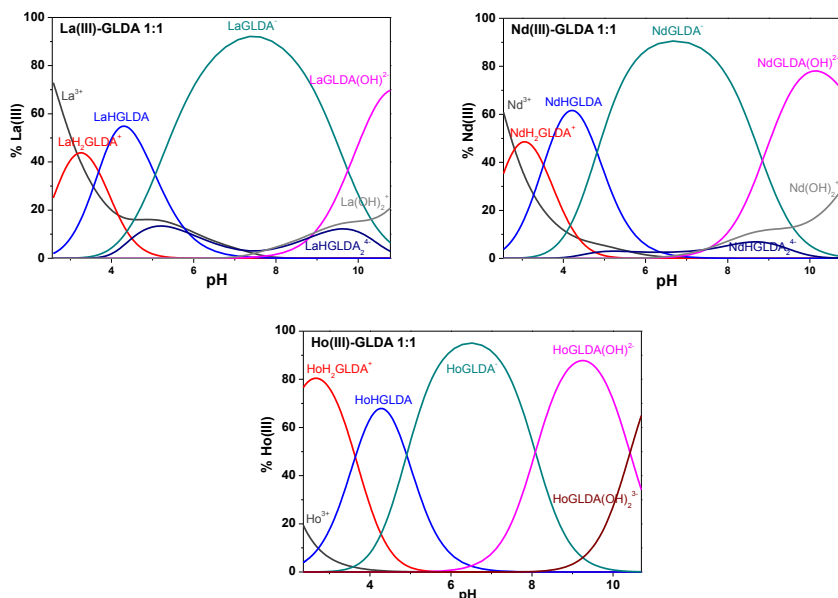 La(III)-GLDA 1:1
% La(III)
100
80
60
40
20
0
4
6
8
10
pH
La³⁺
LaH₂GLDA⁺
LaHGLDA
LaGLDA⁻
LaGLDA(OH)²⁻
La(OH)₂⁺
LaHGLDA₂⁴⁻
Nd(III)-GLDA 1:1
% Nd(III)
100
80
60
40
20
0
4
6
8
10
pH
Nd³⁺
NdH₂GLDA⁺
NdHGLDA
NdGLDA⁻
NdGLDA(OH)²⁻
Nd(OH)₂⁺
NdHGLDA₂⁴⁻
Ho(III)-GLDA 1:1
% Ho(III)
100
80
60
40
20
0
4
6
8
10
pH
Ho³⁺
HoH₂GLDA⁺
HoHGLDA
HoGLDA⁻
HoGLDA(OH)²⁻
HoGLDA(OH)₂³⁻